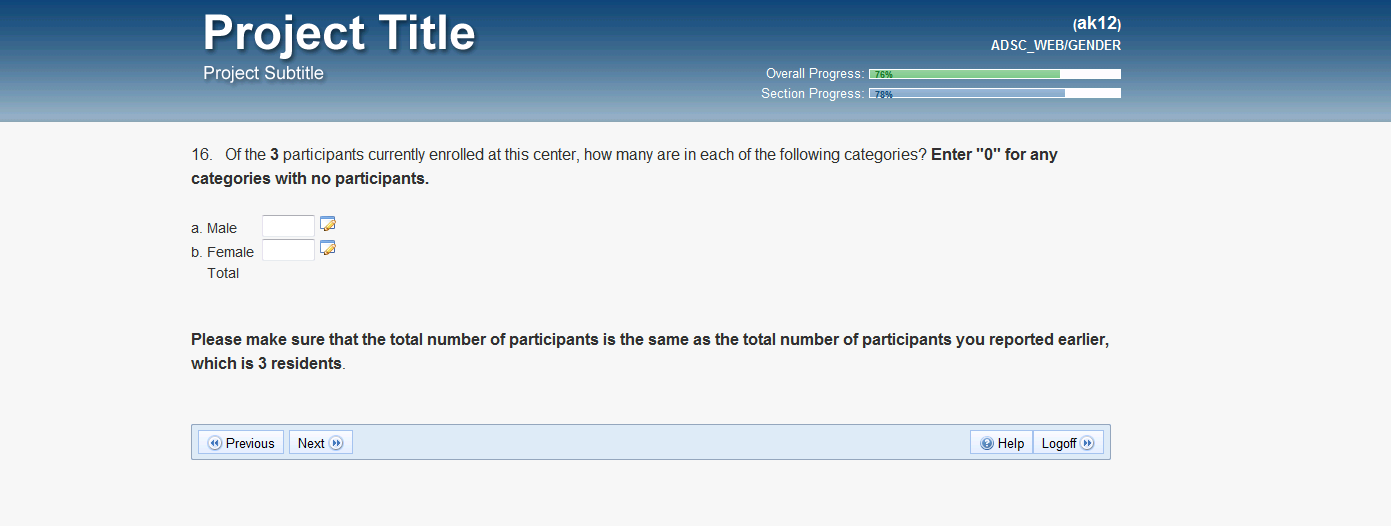 Project Title
Project Subtitle
(ak12)
ADSC_WEB/GENDER
Overall Progress: 76%
Section Progress: 78%
16. Of the 3 participants currently enrolled at this center, how many are in each of the following categories? Enter "0" for any
categories with no participants.
a. Male
b. Female
Total
Please make sure that the total number of participants is the same as the total number of participants you reported earlier,
which is 3 residents.
Previous Next Help Logoff